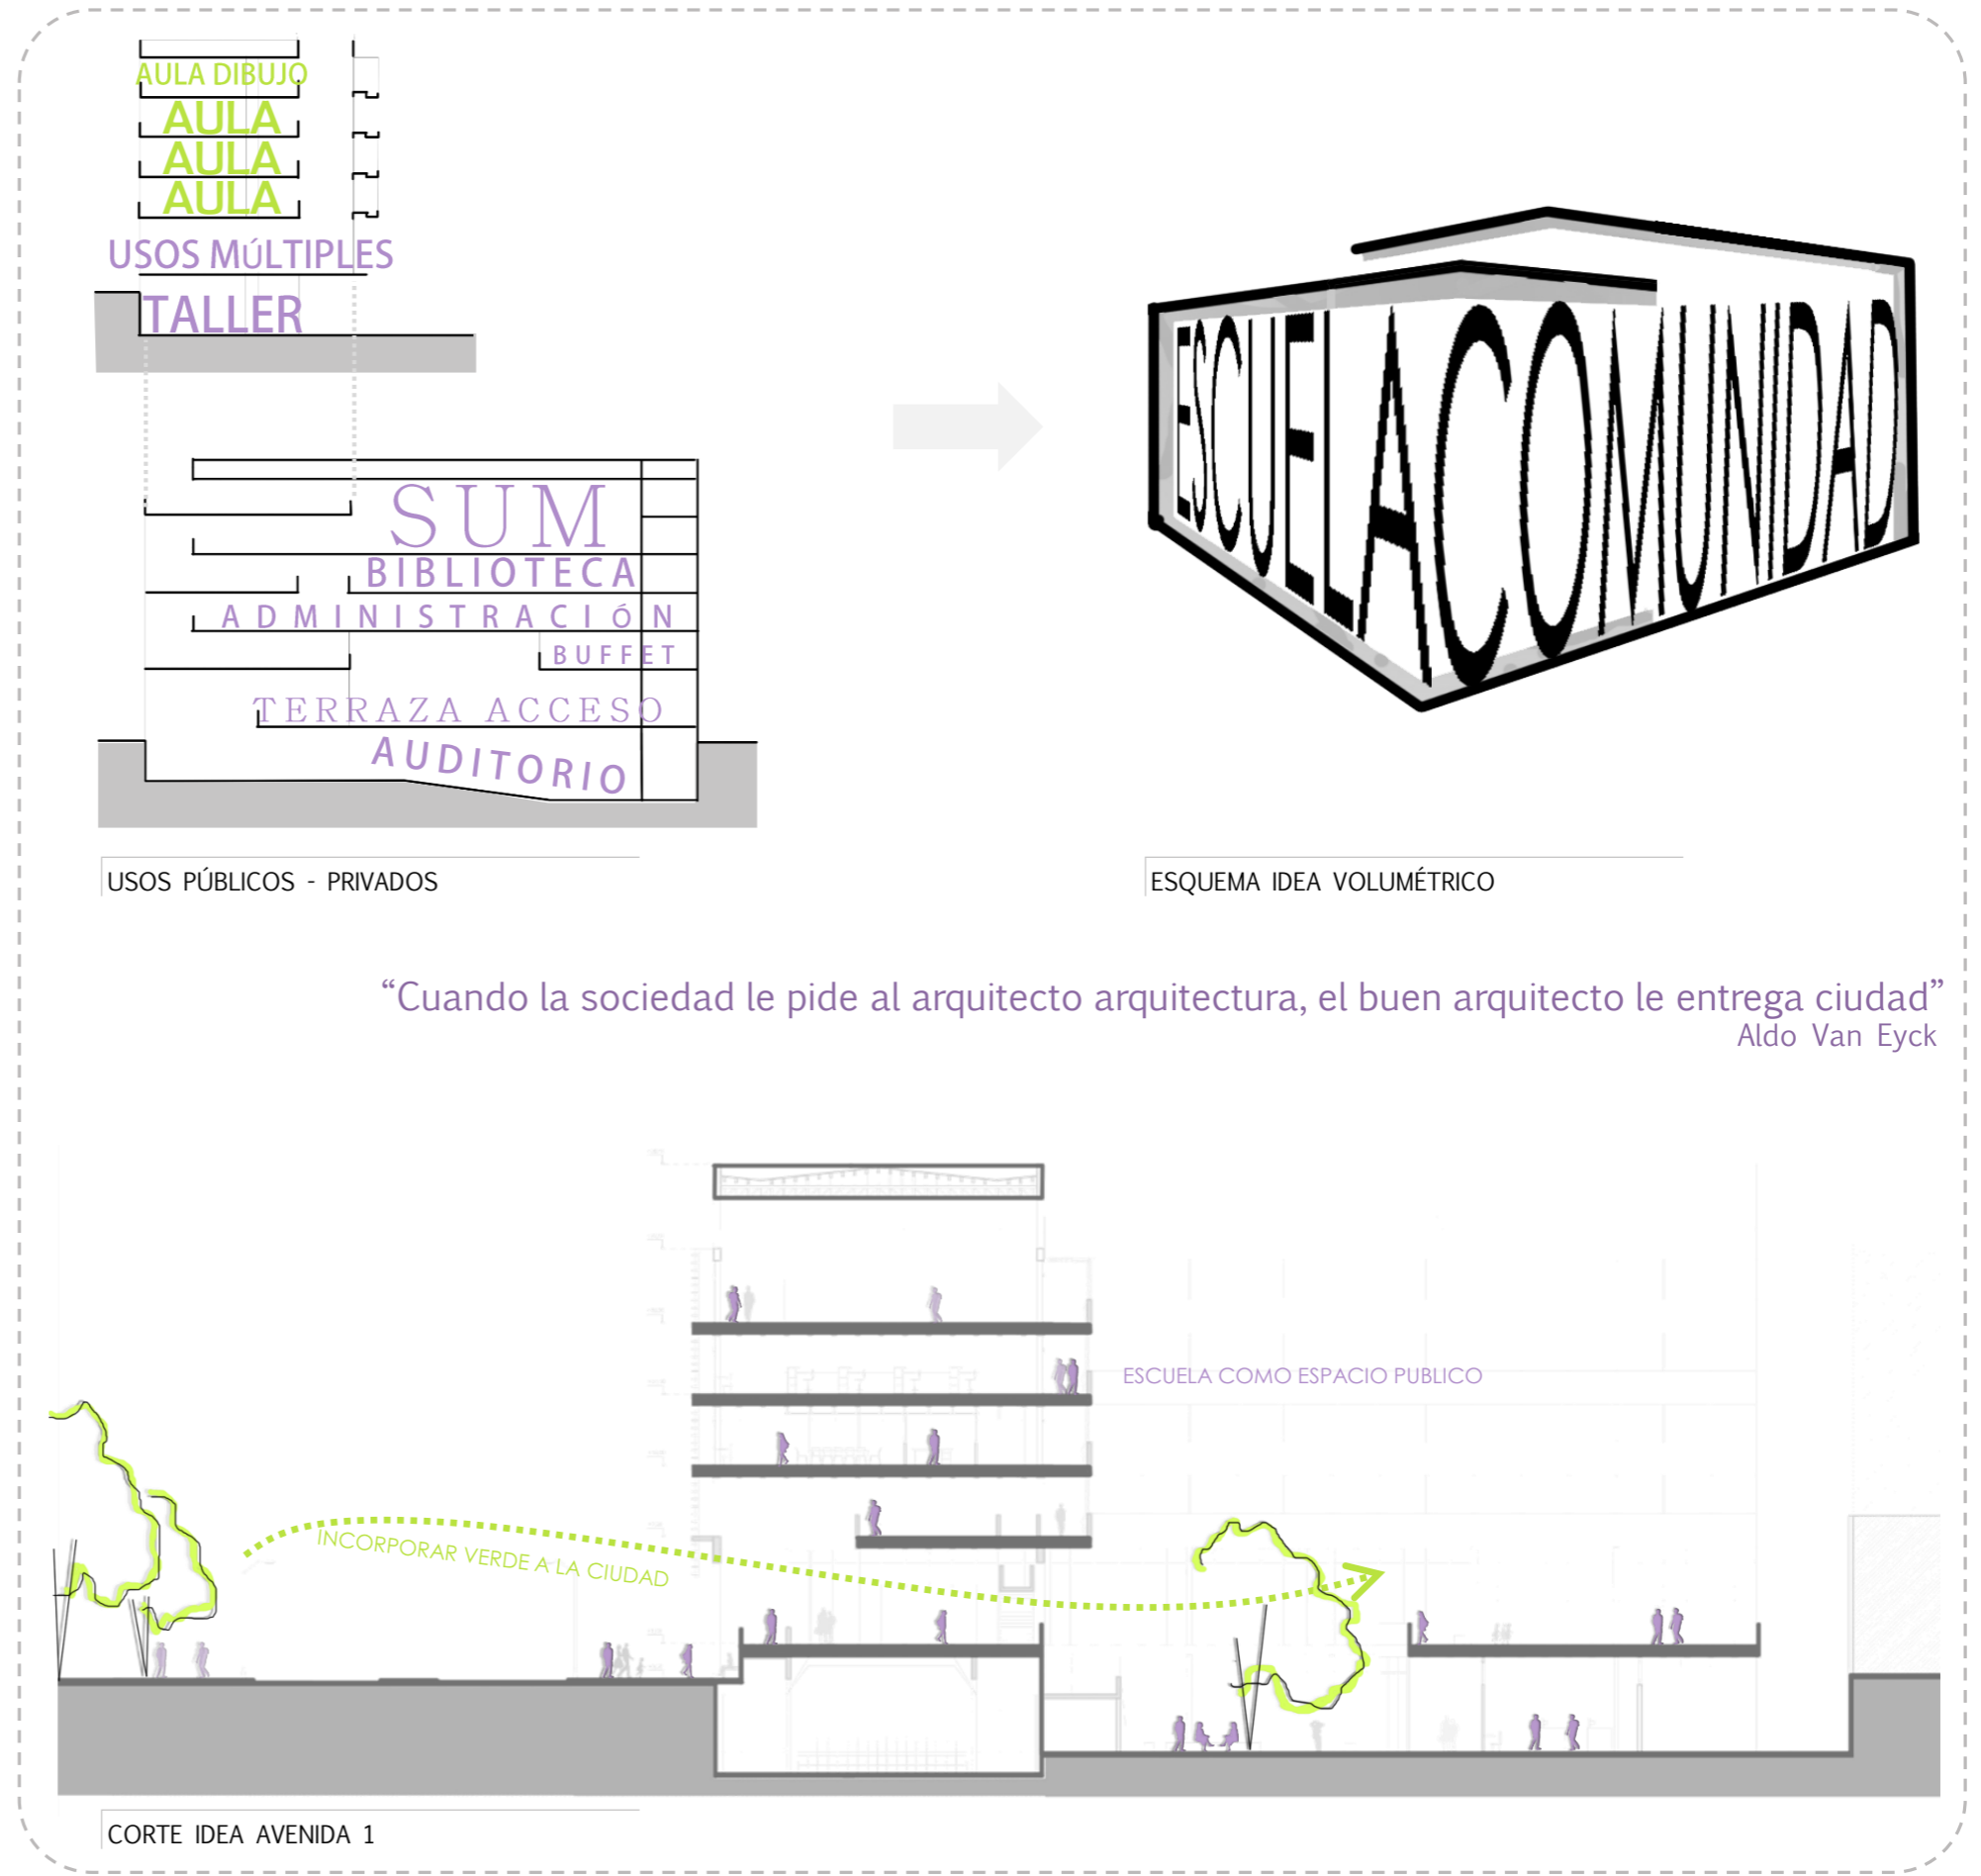 AULA DIBUJO
AULA
AULA
AULA
USOS MÚLTIPLES
TALLER
SUM
BIBLIOTECA
ADMINISTRACIÓN
BUFFET
TERRAZA ACCESO
AUDITORIO
USOS PÚBLICOS - PRIVADOS
ESCUELACOMUNIDAD
ESQUEMA IDEA VOLUMÉTRICO
“Cuando la sociedad le pide al arquitecto arquitectura, el buen arquitecto le entrega ciudad”
Aldo Van Eyck
ESCUELA COMO ESPACIO PUBLICO
INCORPORAR VERDE A LA CIUDAD
CORTE IDEA AVENIDA 1